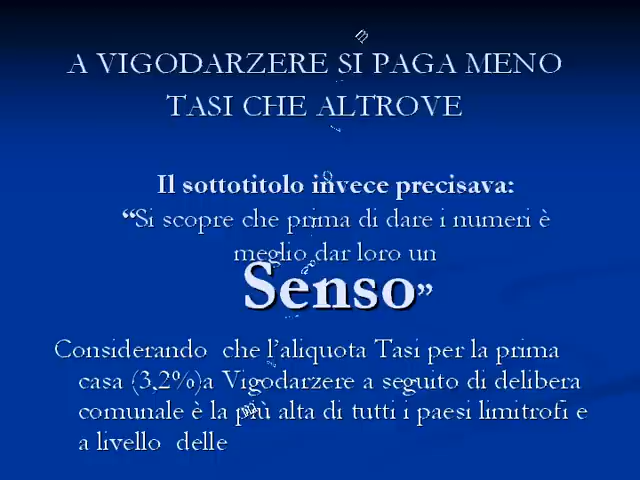 A VIGODARZERE SI PAGA MENO
TASI CHE ALTROVE
Il sottotitolo invece precisava:
“Si scopre che prima di dare i numeri è
meglio dar loro un
Senso”
Considerando che l’aliquota Tasi per la prima
casa (3,2%)a Vigodarzere a seguito di delibera
comunale è la più alta di tutti i paesi limitrofi e
a livello delle